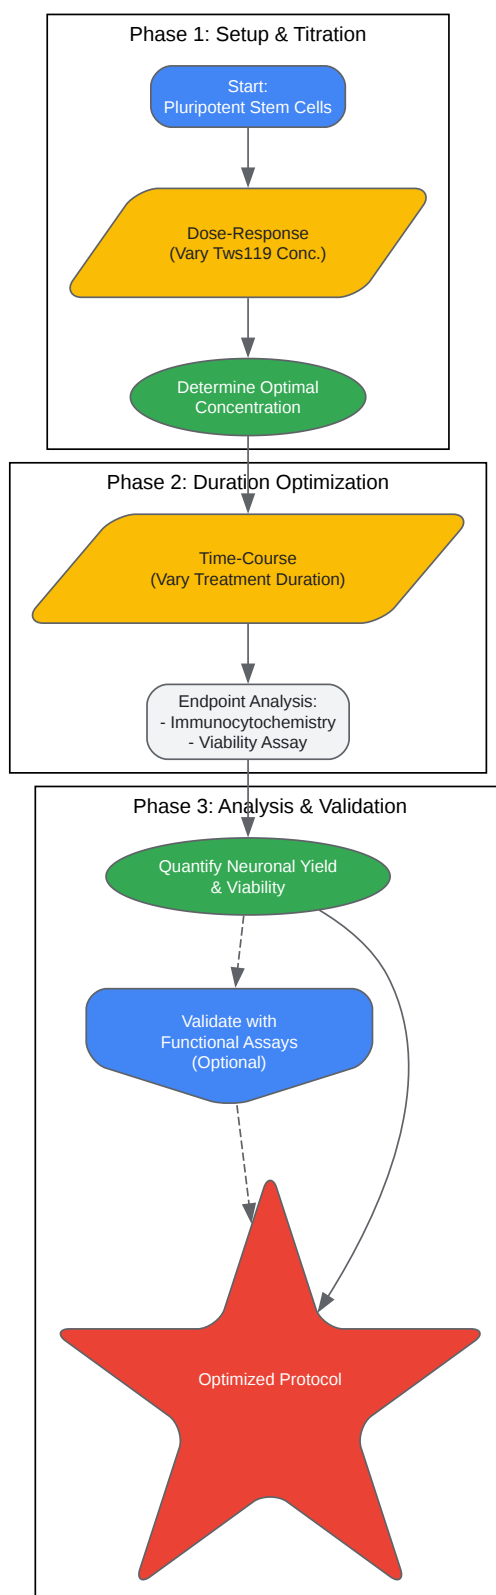 Phase 1: Setup & Titration
Start:
Pluripotent Stem Cells
Dose-Response
(Vary Tws119 Conc.)
Determine Optimal
Concentration
Phase 2: Duration Optimization
Time-Course
(Vary Treatment Duration)
Endpoint Analysis:
- Immunocytochemistry
- Viability Assay
Phase 3: Analysis & Validation
Quantify Neuronal Yield
& Viability
Validate with
Functional Assays
(Optional)
Optimized Protocol